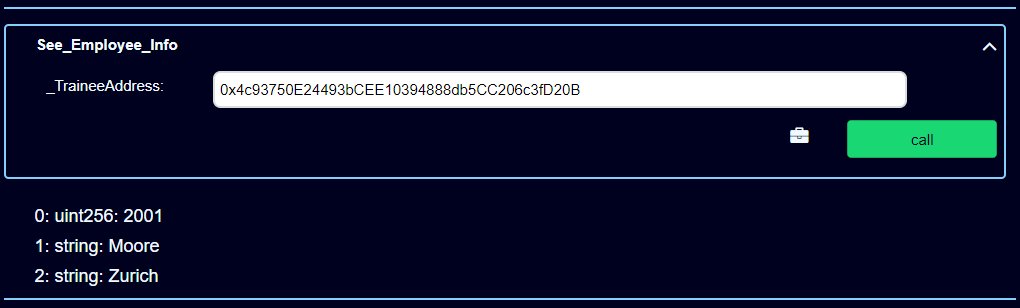 See_Employee_Info
_TraineeAddress: 0x4c93750E24493bCEE10394888db5CC206c3fD20B
call
0: uint256: 2001
1: string: Moore
2: string: Zurich